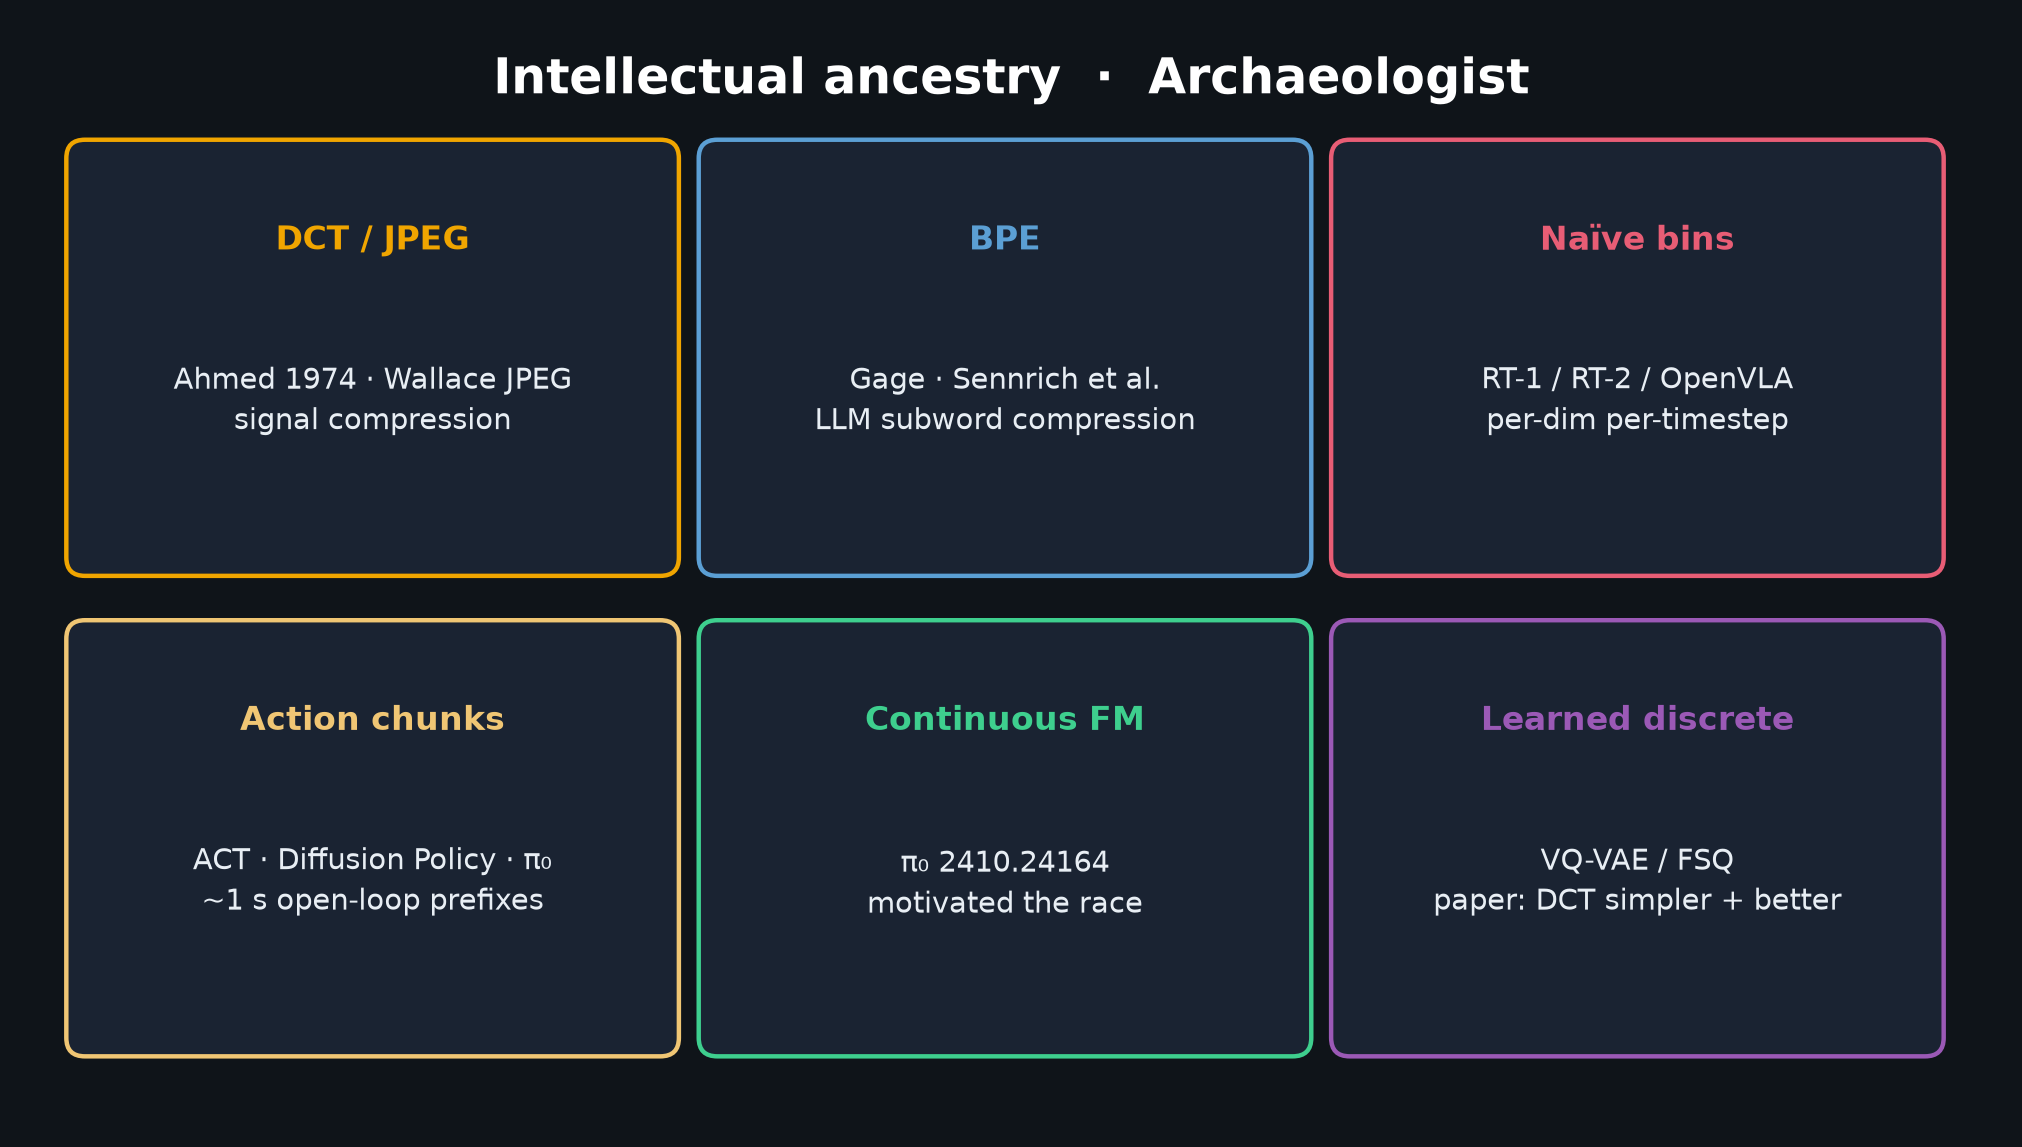 Intellectual ancestry · Archaeologist
DCT / JPEG
Ahmed 1974 · Wallace JPEG
signal compression
BPE
Gage · Sennrich et al.
LLM subword compression
Naïve bins
RT-1 / RT-2 / OpenVLA
per-dim per-timestep
Action chunks
ACT · Diffusion Policy · π₀
~1 s open-loop prefixes
Continuous FM
π₀ 2410.24164
motivated the race
Learned discrete
VQ-VAE / FSQ
paper: DCT simpler + better